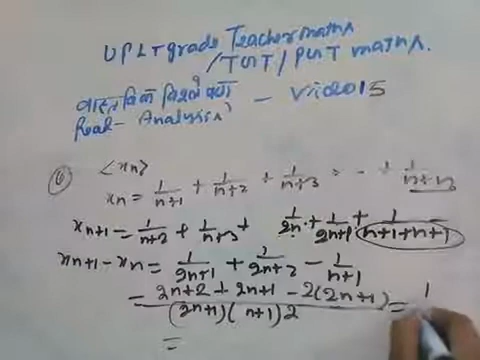 UP LT grade Teacher maths
/TGT/PGT maths.
वास्तविक विश्लेषण – Video 15
Real-Analysis
⑥ <xn>
xn = 1/(n+1) + 1/(n+2) + 1/(n+3) + - - + 1/(n+n)
xn+1 = 1/(n+2) + 1/(n+3) + 1/2n + 1/(2n+1) + 1/(n+1+n+1)
xn+1 - xn = 1/(2n+1) + 1/(2n+2) - 1/(n+1)
= (2n+2 + 2n+1 - 2(2n+1))/((2n+1)(n+1)2) = 1
=